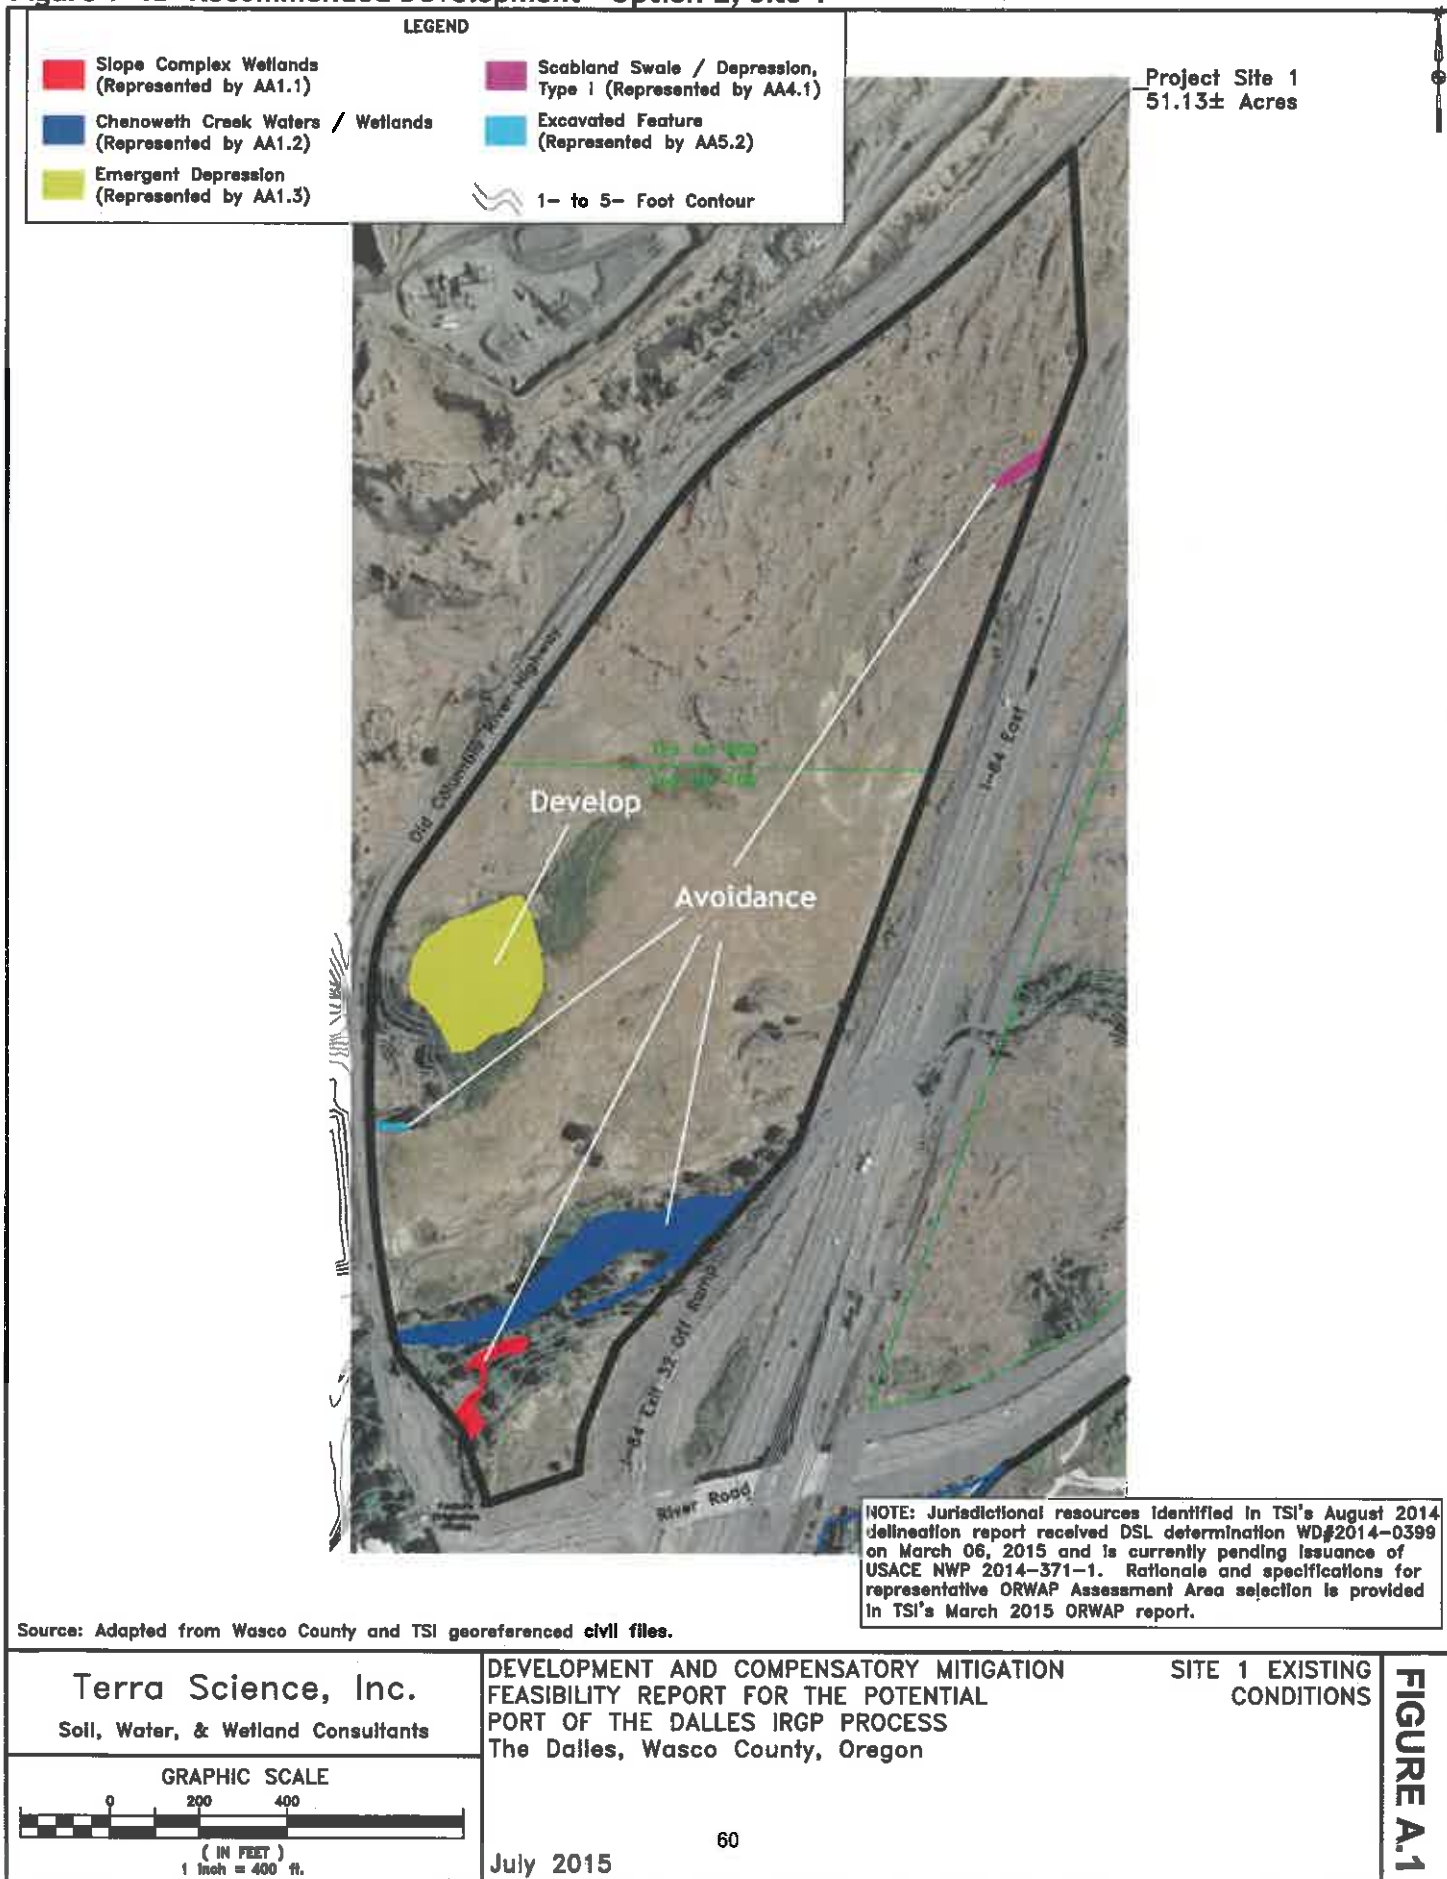 LEGEND
Slope Complex Wetlands
(Represented by AA1.1)
Chenoweth Creek Waters / Wetlands
(Represented by AA1.2)
Emergent Depression
(Represented by AA1.3)
Scabland Swale / Depression,
Type I (Represented by AA4.1)
Excavated Feature
(Represented by AA5.2)
1- to 5- Foot Contour
Project Site 1
51.13± Acres
Old Columbia River Highway
I-84 East
Develop
Avoidance
I-84 Exit 82 Off Ramp
River Road
NOTE: Jurisdictional resources identified in TSI's August 2014
delineation report received DSL determination WD#2014-0399
on March 06, 2015 and is currently pending issuance of
USACE NWP 2014-371-1. Rationale and specifications for
representative ORWAP Assessment Area selection is provided
in TSI's March 2015 ORWAP report.
Source: Adapted from Wasco County and TSI georeferenced civil files.
Terra Science, Inc.
Soil, Water, & Wetland Consultants
GRAPHIC SCALE
0 200 400
( IN FEET )
1 inch = 400 ft.
DEVELOPMENT AND COMPENSATORY MITIGATION
FEASIBILITY REPORT FOR THE POTENTIAL
PORT OF THE DALLES IRGP PROCESS
The Dalles, Wasco County, Oregon
60
July 2015
SITE 1 EXISTING
CONDITIONS
FIGURE A.1